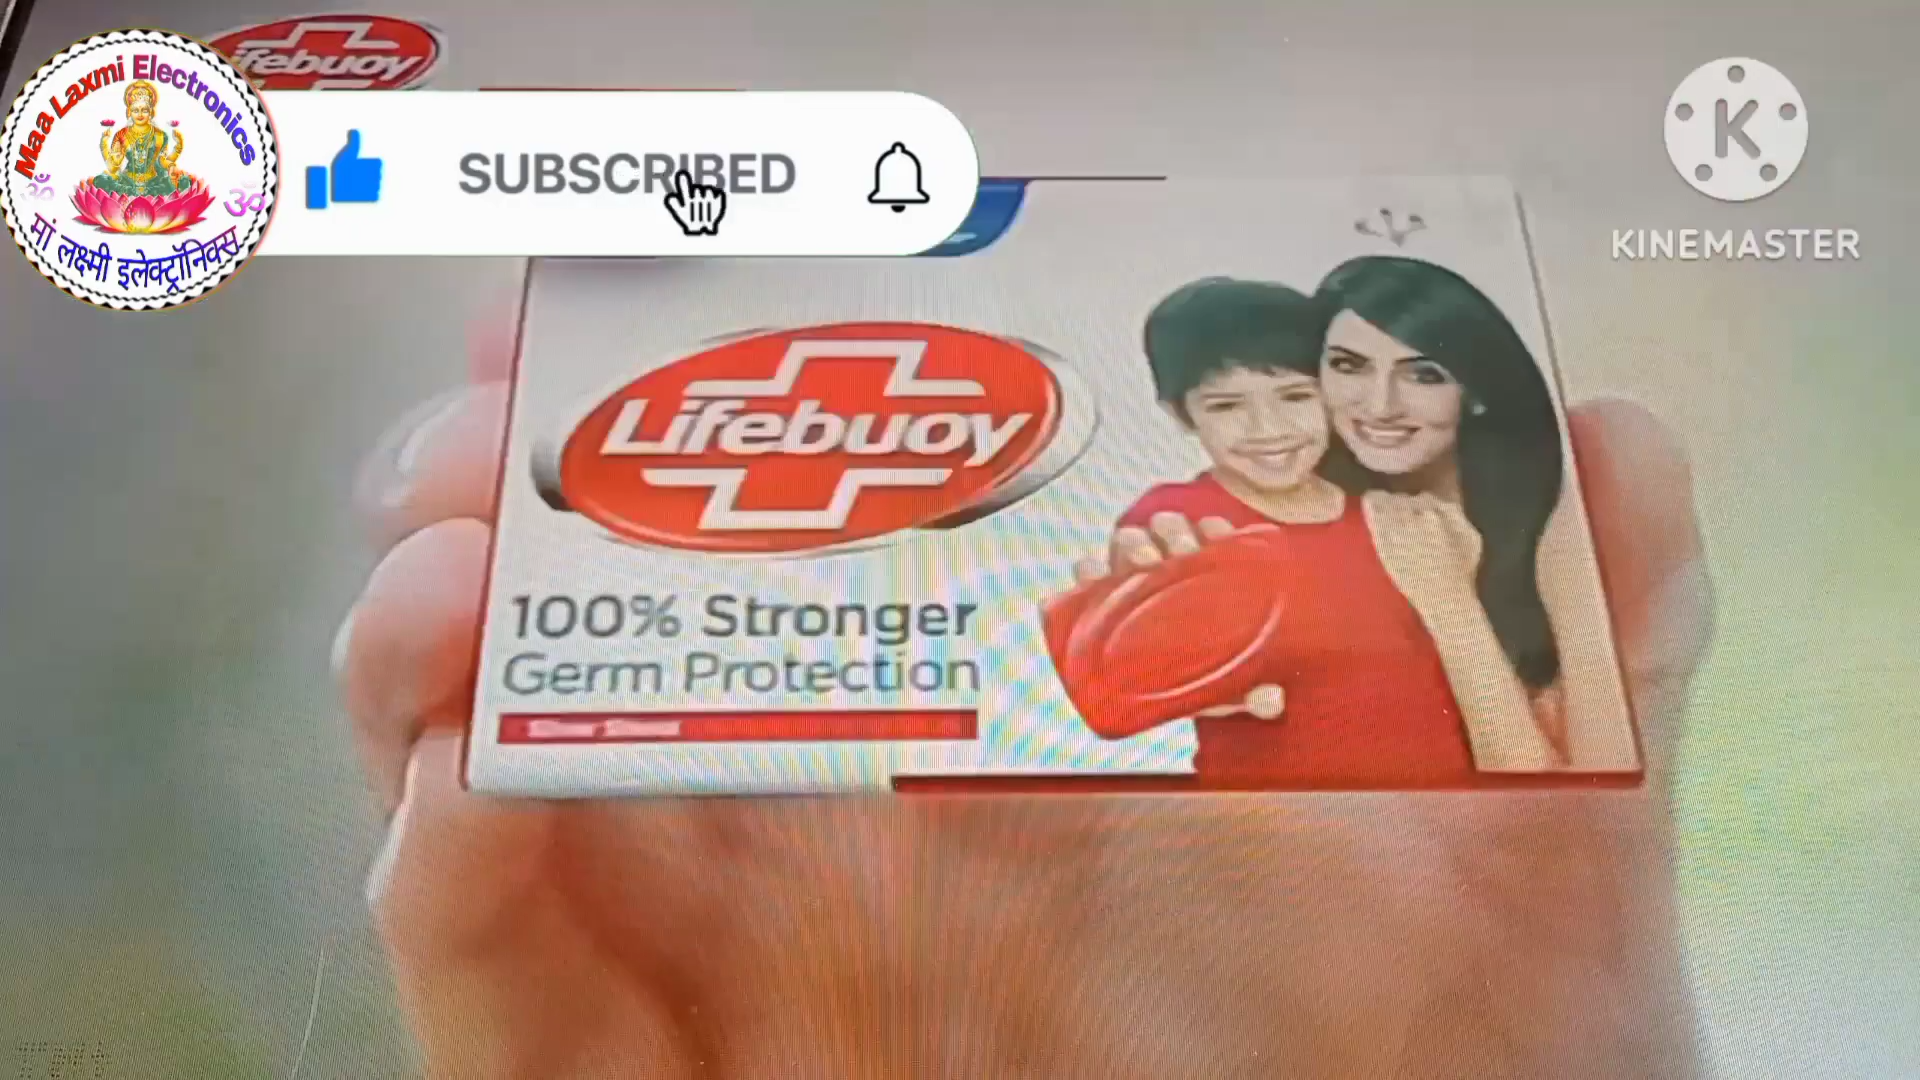 Maa Laxmi Electronics
ॐ ॐ
मां लक्ष्मी इलेक्ट्रॉनिक्स
Lifebuoy
SUBSCRIBED
K
KINEMASTER
Lifebuoy
100% Stronger
Germ Protection